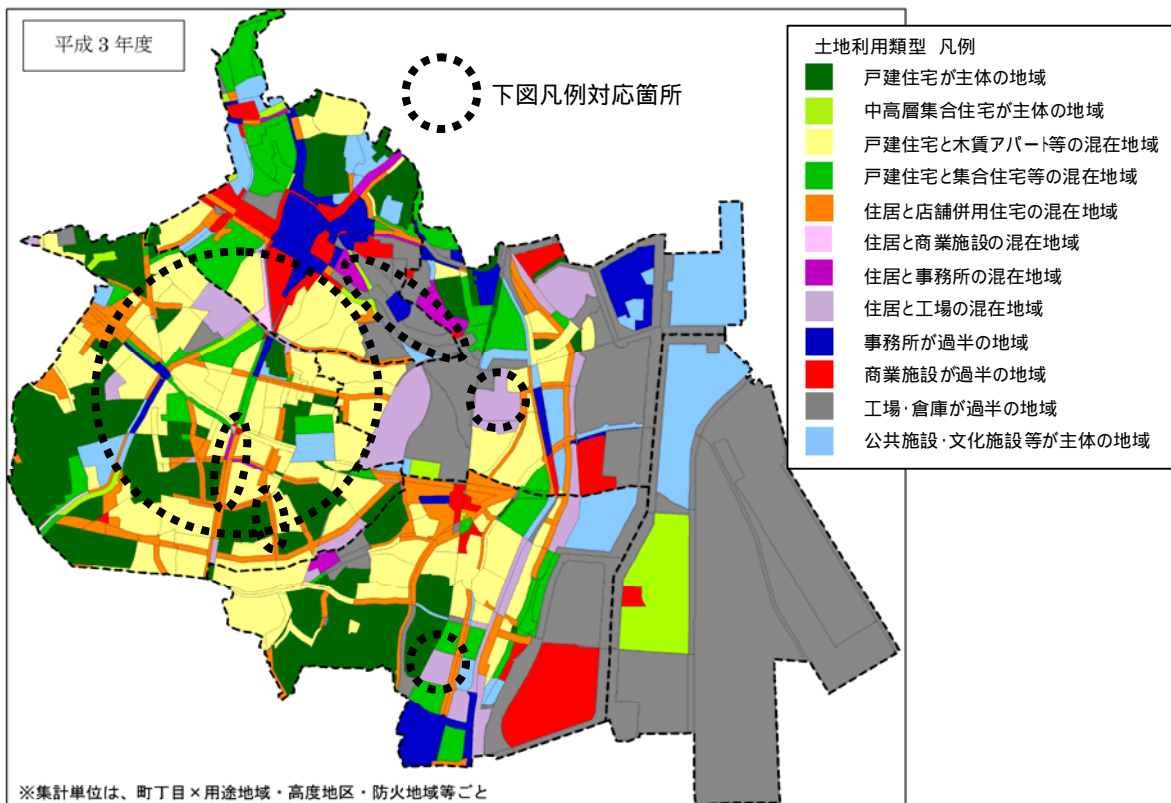 平成3年度
下図凡例対応箇所
土地利用類型 凡例
戸建住宅が主体の地域
中高層集合住宅が主体の地域
戸建住宅と木賃アパート等の混在地域
戸建住宅と集合住宅等の混在地域
住居と店舗併用住宅の混在地域
住居と商業施設の混在地域
住居と事務所の混在地域
住居と工場の混在地域
事務所が過半の地域
商業施設が過半の地域
工場・倉庫が過半の地域
公共施設・文化施設等が主体の地域
※集計単位は、町丁目×用途地域・高度地区・防火地域等ごと